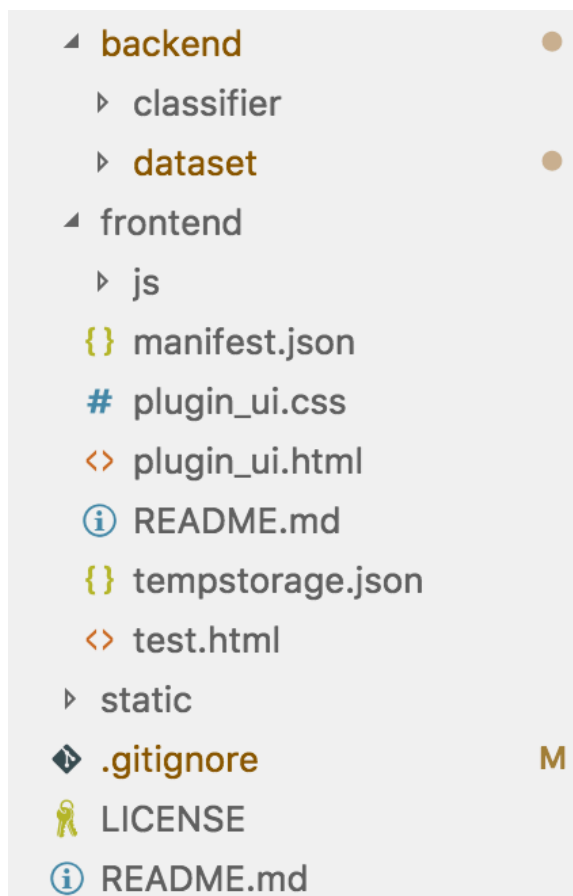 backend
classifier
dataset
frontend
js
{} manifest.json
# plugin_ui.css
<> plugin_ui.html
README.md
{} tempstorage.json
<> test.html
static
.gitignore M
LICENSE
README.md